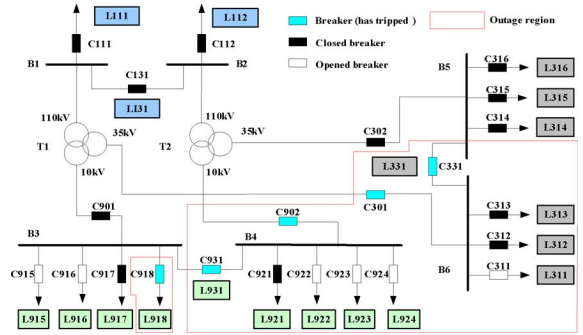 L111
L112
Breaker (has tripped )
Outage region
Closed breaker
Opened breaker
C111
C112
B1
C131
B2
LI31
B5
C316
L316
C315
L315
C314
L314
110kV
35kV
T1
10kV
110kV
35kV
T2
10kV
C302
L331
C331
C301
C901
C902
C313
L313
C312
L312
C311
L311
B6
B3
B4
C931
L931
C915
C916
C917
C918
C921
C922
C923
C924
L915
L916
L917
L918
L921
L922
L923
L924